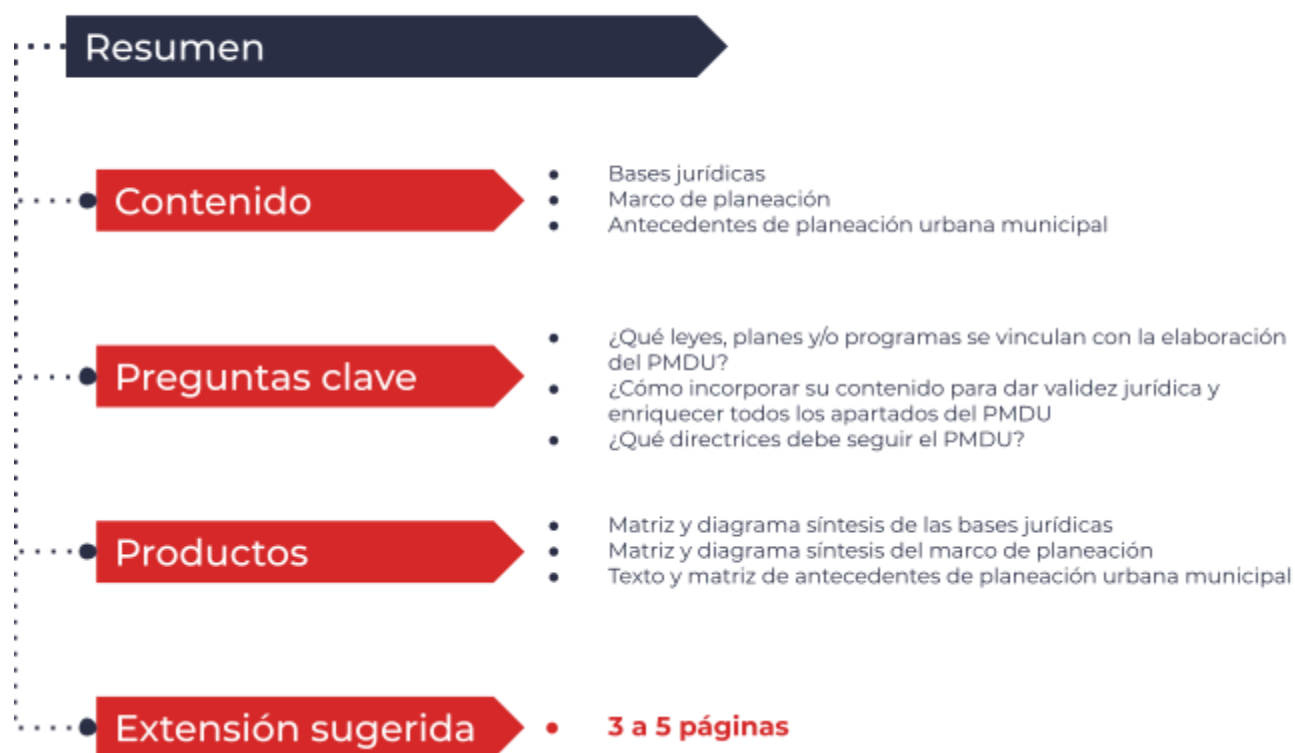 Resumen
Contenido
• Bases jurídicas
• Marco de planeación
• Antecedentes de planeación urbana municipal
Preguntas clave
• ¿Qué leyes, planes y/o programas se vinculan con la elaboración
del PMDU?
• ¿Cómo incorporar su contenido para dar validez jurídica y
enriquecer todos los apartados del PMDU
• ¿Qué directrices debe seguir el PMDU?
Productos
• Matriz y diagrama síntesis de las bases jurídicas
• Matriz y diagrama síntesis del marco de planeación
• Texto y matriz de antecedentes de planeación urbana municipal
Extensión sugerida
• 3 a 5 páginas